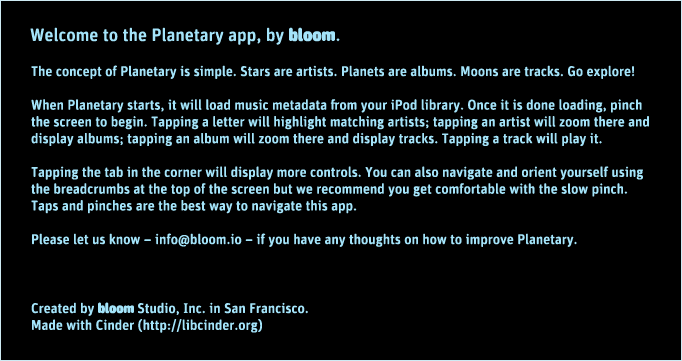 Welcome to the Planetary app, by bloom.
The concept of Planetary is simple. Stars are artists. Planets are albums. Moons are tracks. Go explore!
When Planetary starts, it will load music metadata from your iPod library. Once it is done loading, pinch
the screen to begin. Tapping a letter will highlight matching artists; tapping an artist will zoom there and
display albums; tapping an album will zoom there and display tracks. Tapping a track will play it.
Tapping the tab in the corner will display more controls. You can also navigate and orient yourself using
the breadcrumbs at the top of the screen but we recommend you get comfortable with the slow pinch.
Taps and pinches are the best way to navigate this app.
Please let us know – info@bloom.io – if you have any thoughts on how to improve Planetary.
Created by bloom Studio, Inc. in San Francisco.
Made with Cinder (http://libcinder.org)